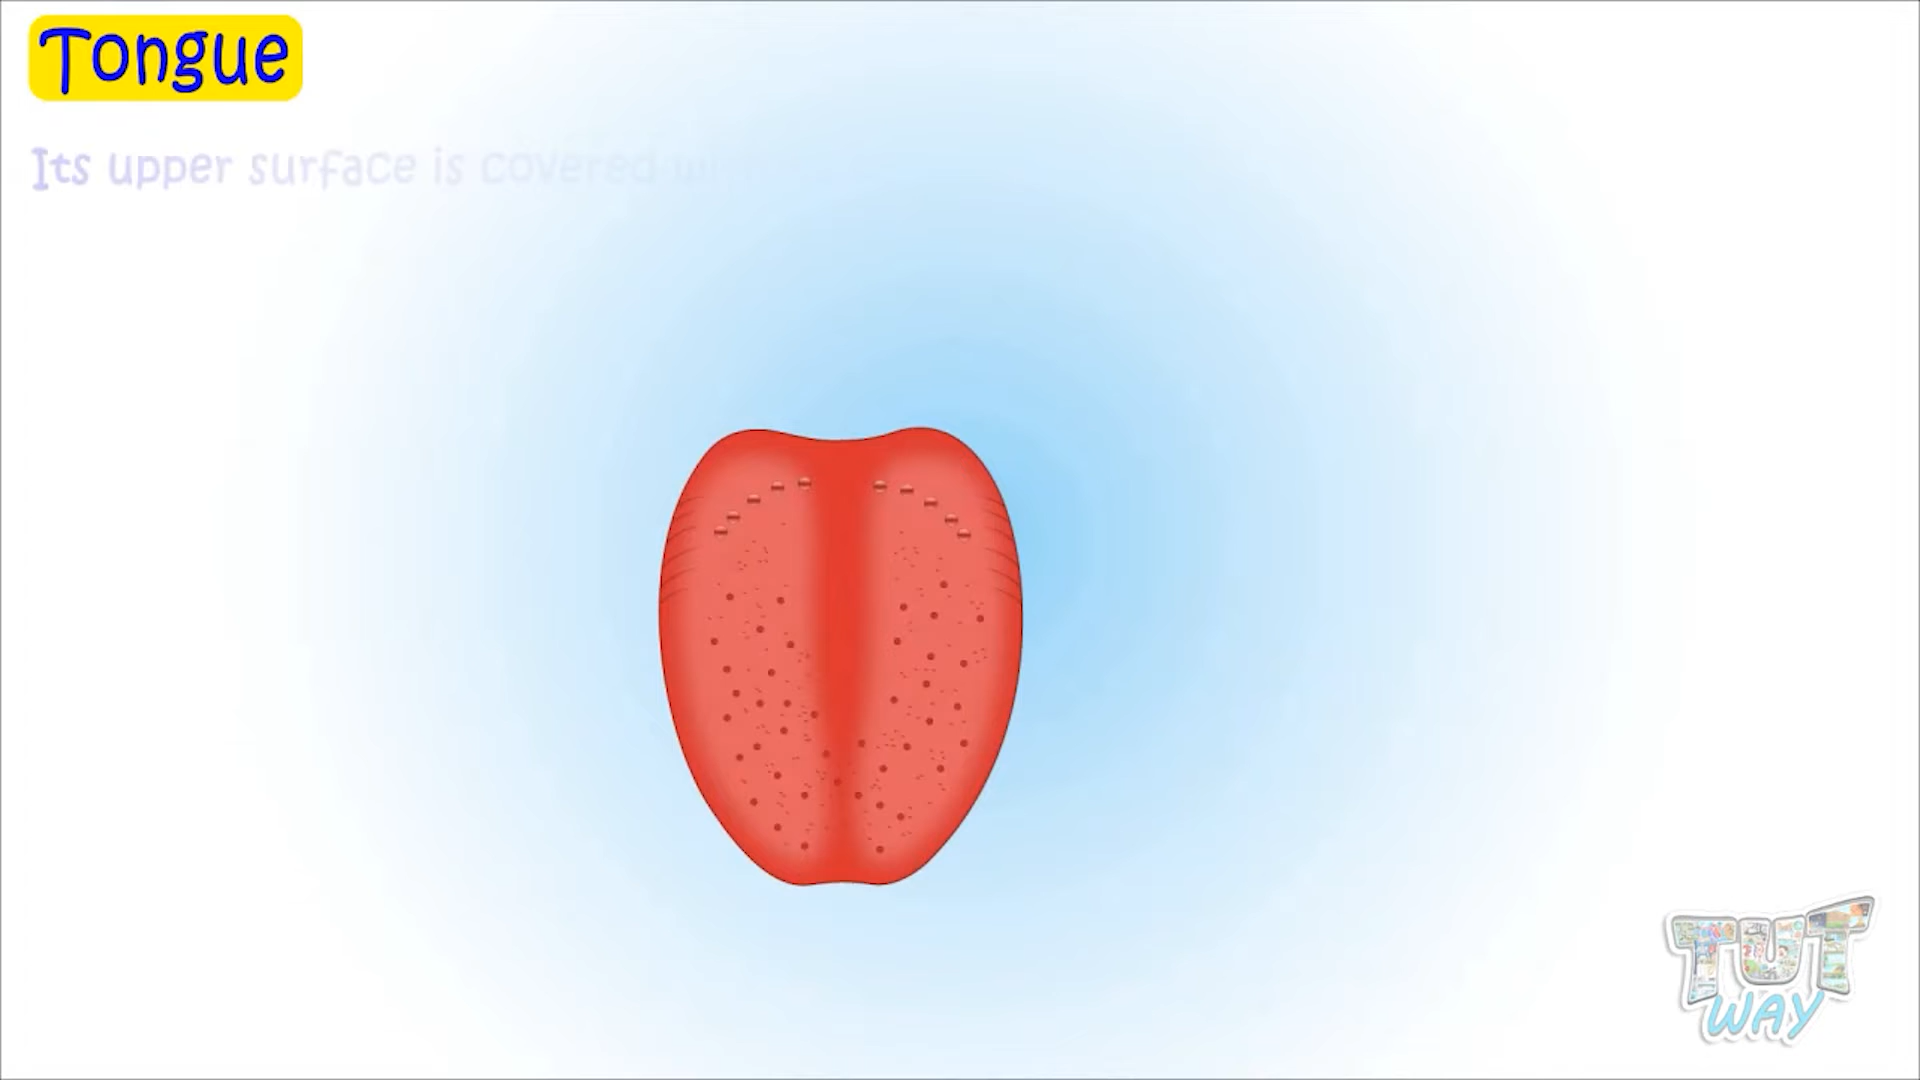 Tongue
Its upper surface is covered
TUT
WAY